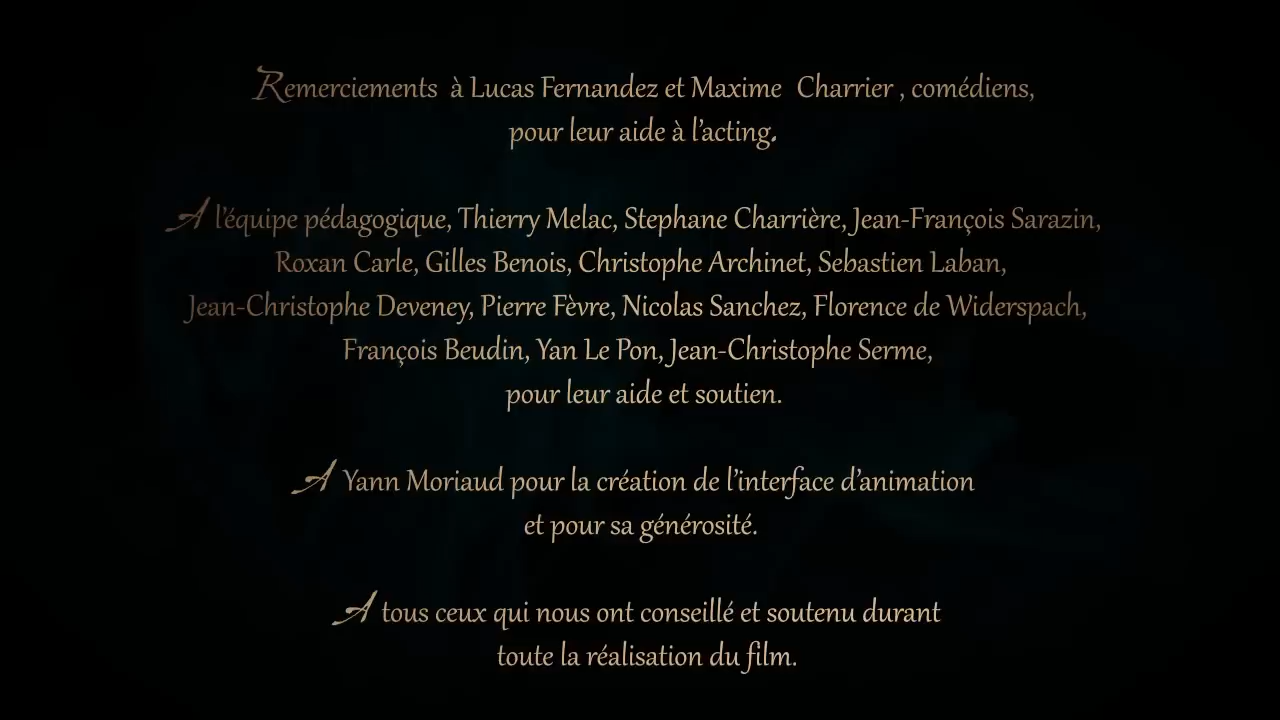 Remerciements à Lucas Fernandez et Maxime Charrier , comédiens,
pour leur aide à l'acting.
A l'équipe pédagogique, Thierry Melac, Stephane Charrière, Jean-François Sarazin,
Roxan Carle, Gilles Benois, Christophe Archinet, Sebastien Laban,
Jean-Christophe Deveney, Pierre Fèvre, Nicolas Sanchez, Florence de Widerspach,
François Beudin, Yan Le Pon, Jean-Christophe Serme,
pour leur aide et soutien.
A Yann Moriaud pour la création de l'interface d'animation
et pour sa générosité.
A tous ceux qui nous ont conseillé et soutenu durant
toute la réalisation du film.